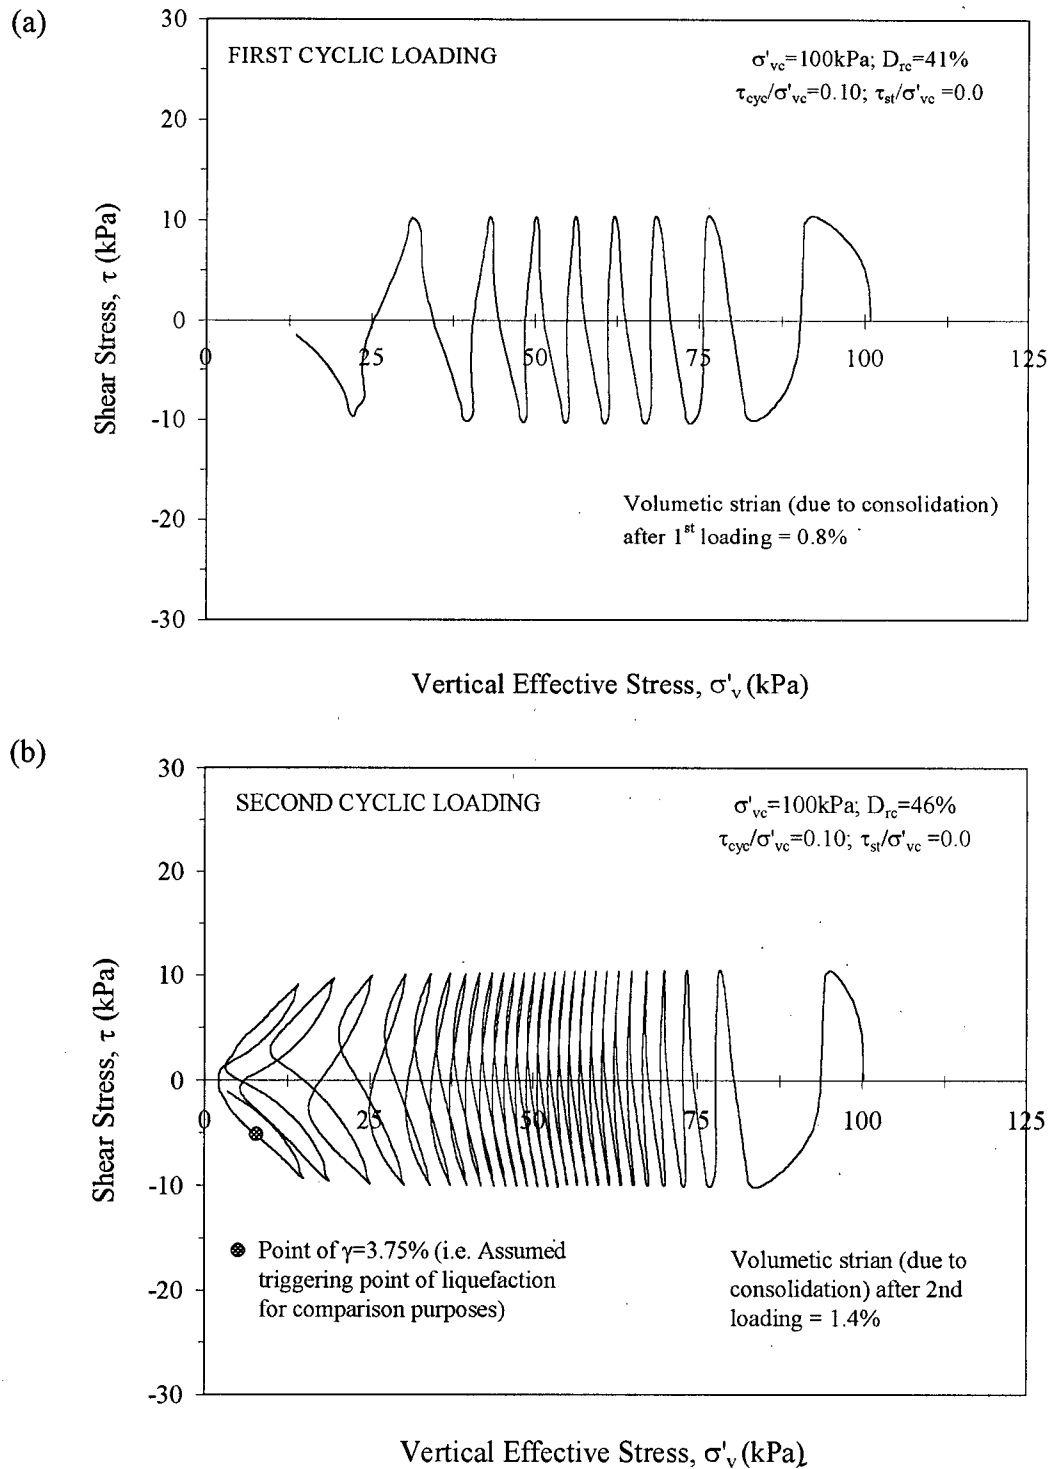 (a)
30
FIRST CYCLIC LOADING
σ'vc=100kPa; Drc=41%
τcyc/σ'vc=0.10; τst/σ'vc =0.0
20
10
0
-10
-20
-30
Shear Stress, τ (kPa)
0 25 50 75 100 125
Volumetic strian (due to consolidation)
after 1st loading = 0.8%
Vertical Effective Stress, σ'v (kPa)
(b)
30
SECOND CYCLIC LOADING
σ'vc=100kPa; Drc=46%
τcyc/σ'vc=0.10; τst/σ'vc =0.0
20
10
0
-10
-20
-30
Shear Stress, τ (kPa)
0 25 50 75 100 125
Point of γ=3.75% (i.e. Assumed
triggering point of liquefaction
for comparison purposes)
Volumetic strian (due to
consolidation) after 2nd
loading = 1.4%
Vertical Effective Stress, σ'v (kPa)